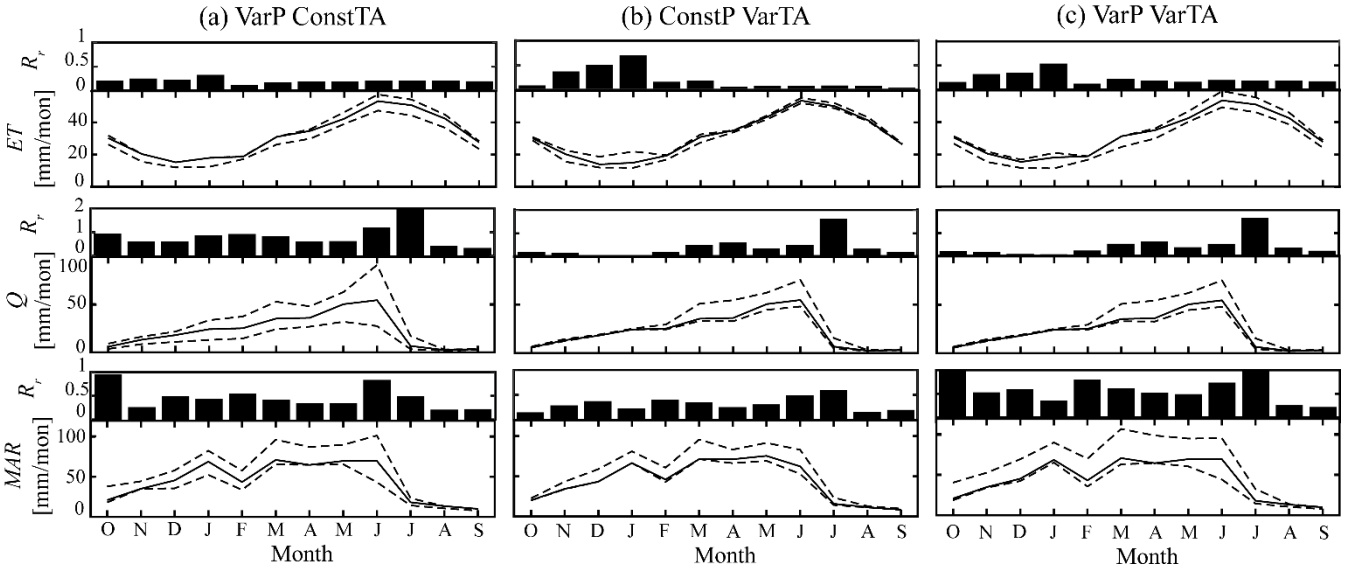 (a) VarP ConstTA (b) ConstP VarTA (c) VarP VarTA
R_r
1
0.5
0
ET
[mm/mon]
40
20
0
R_r
2
1
0
Q
[mm/mon]
100
50
0
R_r
1
0.5
0
MAR
[mm/mon]
100
50
0
O N D J F M A M J J A S O N D J F M A M J J A S O N D J F M A M J J A S
Month Month Month